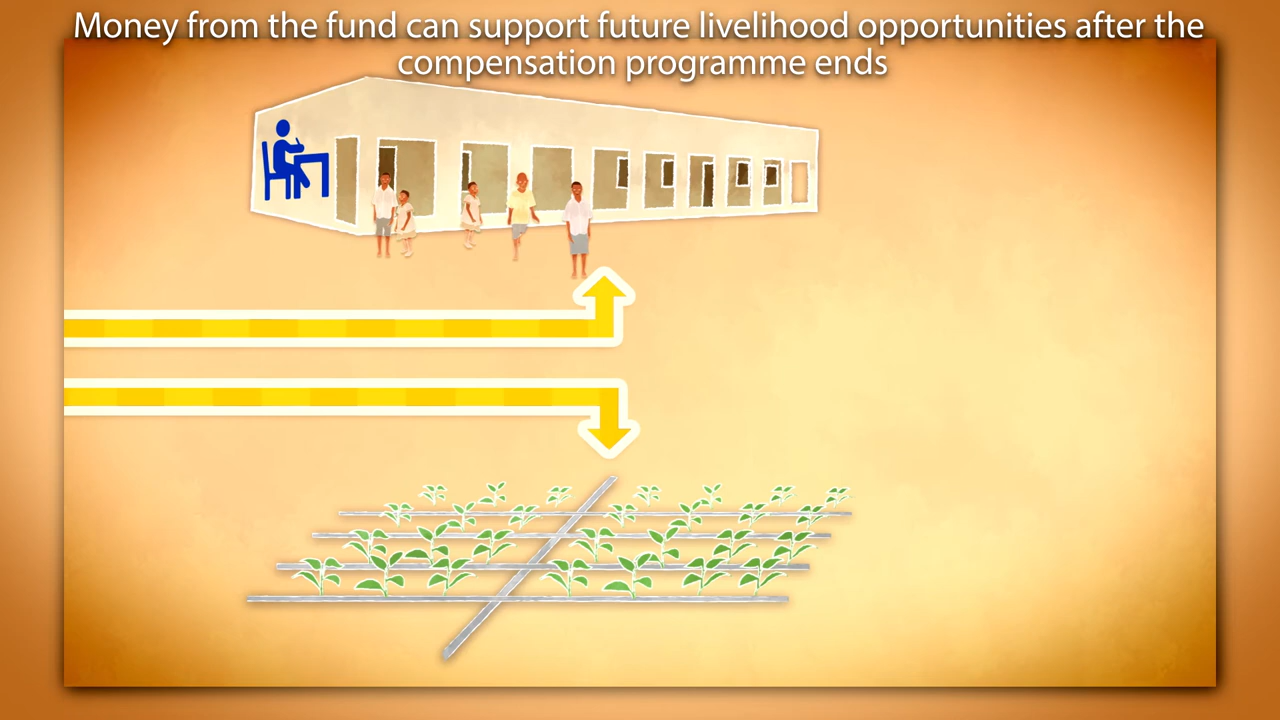 Money from the fund can support future livelihood opportunities after the
compensation programme ends